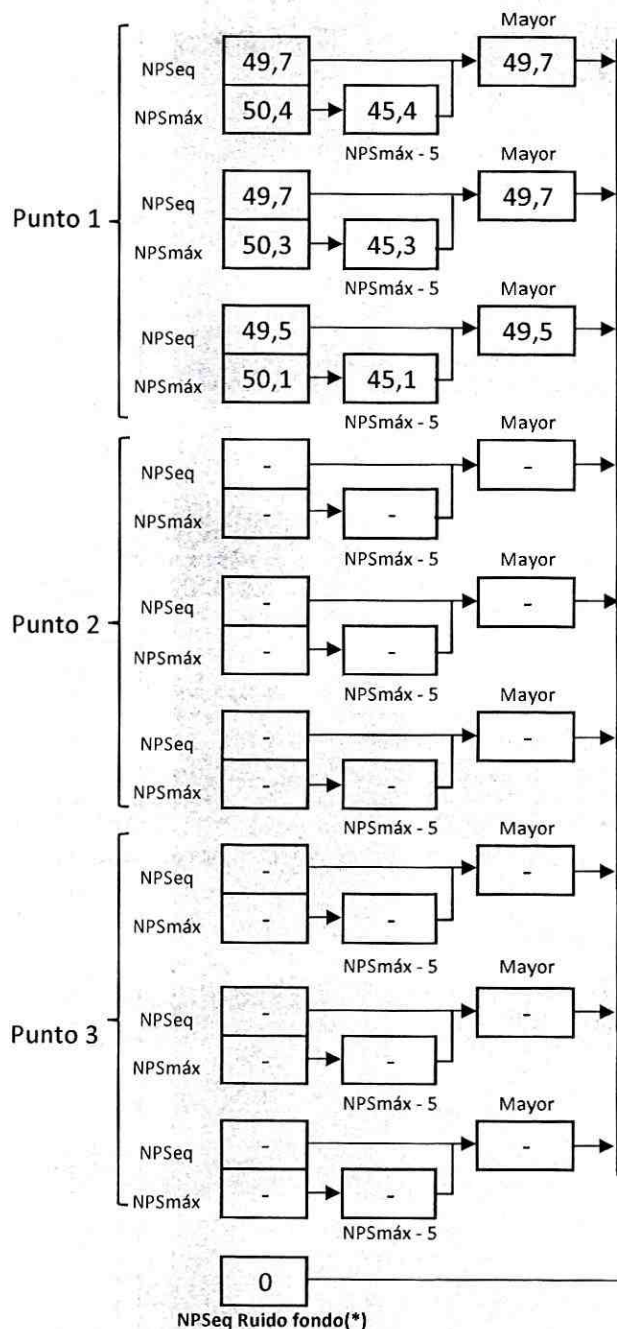 Mayor
NPSeq 49,7 49,7
NPSmáx 50,4 45,4
NPSmáx - 5 Mayor
Punto 1
NPSeq 49,7 49,7
NPSmáx 50,3 45,3
NPSmáx - 5 Mayor
NPSeq 49,5 49,5
NPSmáx 50,1 45,1
NPSmáx - 5 Mayor
NPSeq - -
NPSmáx - -
NPSmáx - 5 Mayor
Punto 2
NPSeq - -
NPSmáx - -
NPSmáx - 5 Mayor
NPSeq - -
NPSmáx - -
NPSmáx - 5 Mayor
NPSeq - -
NPSmáx - -
NPSmáx - 5 Mayor
Punto 3
NPSeq - -
NPSmáx - -
NPSmáx - 5 Mayor
NPSeq - -
NPSmáx - -
NPSmáx - 5
0
NPSeq Ruido fondo(*)